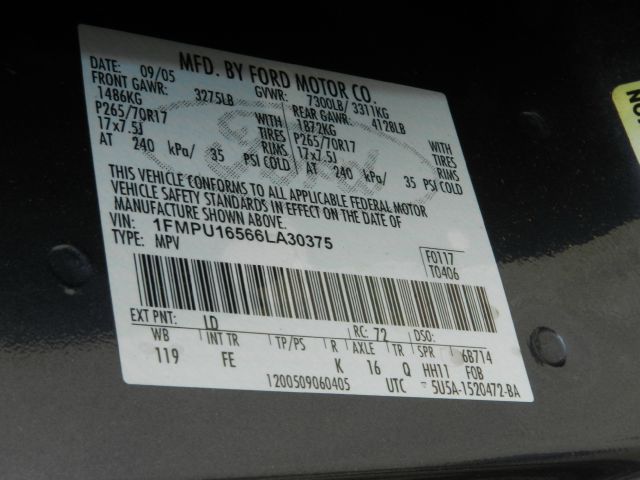 MFD. BY FORD MOTOR CO.
DATE: 09/05 GVWR: 7300LB/ 3311KG
FRONT GAWR: 3275LB REAR GAWR: 4128LB
1486KG WITH 1872KG WITH
P265/70R17 TIRES P265/70R17 TIRES
17x7.5J RIMS 17x7.5J RIMS
AT 240 kPa/ 35 PSI COLD AT 240 kPa/ 35 PSI COLD
THIS VEHICLE CONFORMS TO ALL APPLICABLE FEDERAL MOTOR
VEHICLE SAFETY STANDARDS IN EFFECT ON THE DATE OF
MANUFACTURE SHOWN ABOVE.
VIN: 1FMPU16566LA30375
TYPE: MPV
F0117
T0406
EXT PNT: LD RC: 72 DSO:
WB INT TR TP/PS R AXLE TR SPR 6B714
119 FE K 16 Q HH11 FOB
1200509060405 UTC 5U5A-1520472-BA
Ford
NO